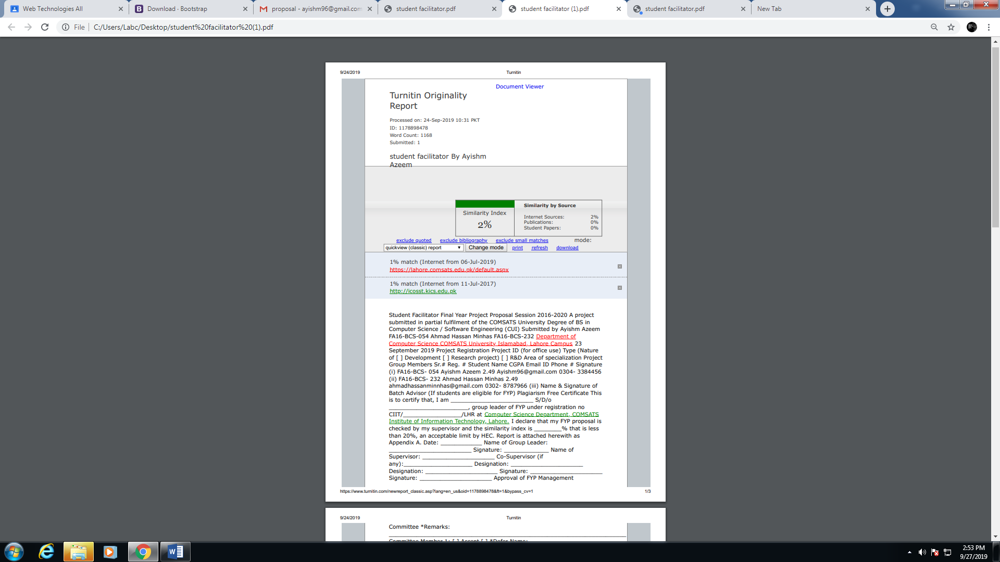 Web Technologies All
Download · Bootstrap
proposal - ayishm96@gmail.com
student facilitator.pdf
student facilitator (1).pdf
student facilitator.pdf
New Tab
File
C:/Users/Labc/Desktop/student%20facilitator%20(1).pdf
9/24/2019 Turnitin
Document Viewer
Turnitin Originality
Report
Processed on: 24-Sep-2019 10:31 PKT
ID: 1178898478
Word Count: 1168
Submitted: 1
student facilitator By Ayishm
Azeem
Similarity Index
2%
Similarity by Source
Internet Sources: 2%
Publications: 0%
Student Papers: 0%
exclude quoted exclude bibliography exclude small matches mode:
quickview (classic) report Change mode print refresh download
1% match (Internet from 06-Jul-2019)
https://lahore.comsats.edu.pk/default.aspx
1% match (Internet from 11-Jul-2017)
http://icosst.kics.edu.pk
Student Facilitator Final Year Project Proposal Session 2016-2020 A project
submitted in partial fulfilment of the COMSATS University Degree of BS in
Computer Science / Software Engineering (CUI) Submitted by Ayishm Azeem
FA16-BCS-054 Ahmad Hassan Minhas FA16-BCS-232 Department of
Computer Science COMSATS University Islamabad, Lahore Campus 23
September 2019 Project Registration Project ID (for office use) Type (Nature
of [ ] Development [ ] Research project) [ ] R&D Area of specialization Project
Group Members Sr.# Reg. # Student Name CGPA Email ID Phone # Signature
(i) FA16-BCS- 054 Ayishm Azeem 2.49 Ayishm96@gmail.com 0304- 3384456
(ii) FA16-BCS- 232 Ahmad Hassan Minhas 2.49
ahmadhassanminnhas@gmail.com 0302- 8787966 (iii) Name & Signature of
Batch Advisor (If students are eligible for FYP) Plagiarism Free Certificate This
is to certify that, I am ________________________ S/D/o
_______________________, group leader of FYP under registration no
CIIT/_________________/LHR at Computer Science Department, COMSATS
Institute of Information Technology, Lahore. I declare that my FYP proposal is
checked by my supervisor and the similarity index is ________% that is less
than 20%, an acceptable limit by HEC. Report is attached herewith as
Appendix A. Date: ____________ Name of Group Leader:
________________________ Signature: _____________ Name of
Supervisor: _____________________ Co-Supervisor (if
any):____________________ Designation: _____________________
Designation: _____________________ Signature: _____________________
Signature: _____________________ Approval of FYP Management
https://www.turnitin.com/newreport_classic.asp?lang=en_us&oid=1178898478&ft=1&bypass_cv=1 1/3
9/24/2019 Turnitin
Committee *Remarks:
Committee Member 1: [ ] Accept [ ] *Defer Name:
2:53 PM
9/27/2019